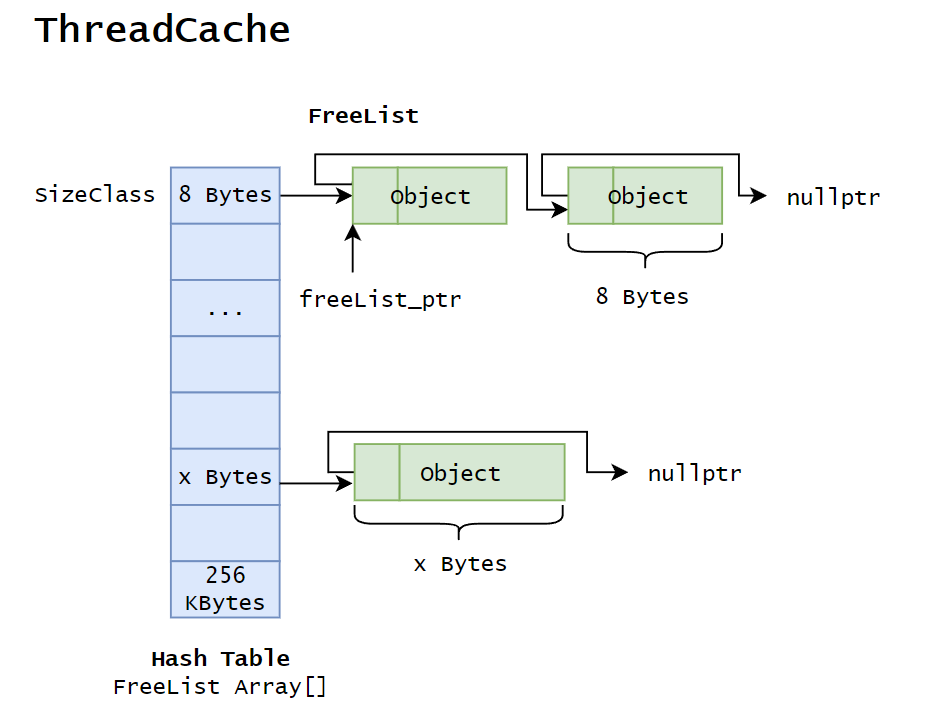 ThreadCache
FreeList
SizeClass
8 Bytes
Object
Object
nullptr
freeList_ptr
8 Bytes
...
x Bytes
Object
nullptr
x Bytes
256
KBytes
Hash Table
FreeList Array[]